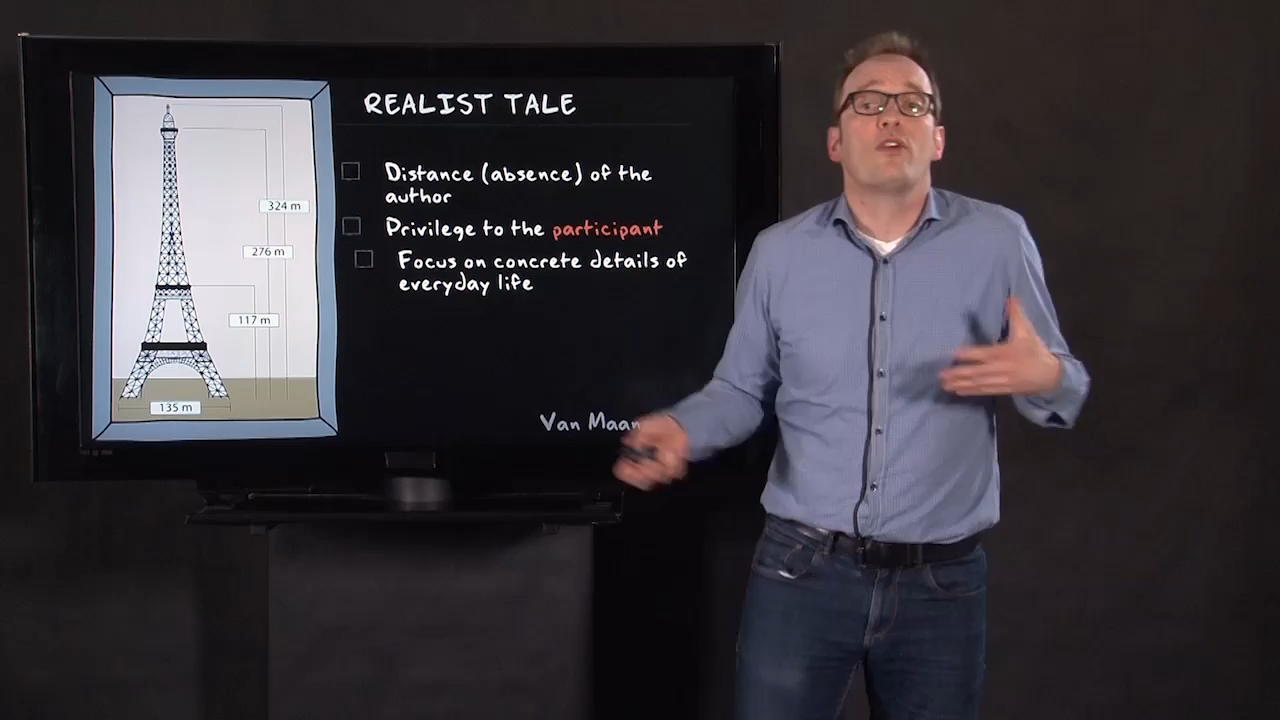 REALIST TALE
Distance (absence) of the
author
Privilege to the participant
Focus on concrete details of
everyday life
324 m
276 m
117 m
135 m
Van